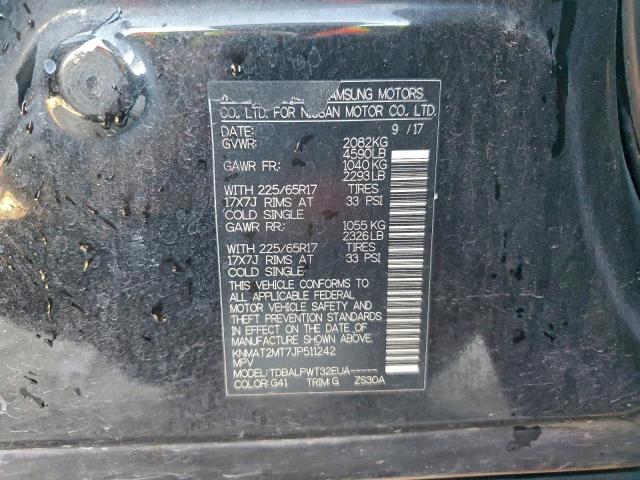 AMSUNG MOTORS
CO., LTD. FOR NISSAN MOTOR CO., LTD.
DATE: 9 /17
GVWR: 2082KG
4590LB
GAWR FR: 1040KG
2293LB
WITH 225/65R17 TIRES
17X7J RIMS AT 33 PSI
COLD SINGLE
GAWR RR: 1055 KG
2326LB
WITH 225/65R17 TIRES
17X7J RIMS AT 33 PSI
COLD SINGLE
THIS VEHICLE CONFORMS TO
ALL APPLICABLE FEDERAL
MOTOR VEHICLE SAFETY AND
THEFT PREVENTION STANDARDS
IN EFFECT ON THE DATE OF
MANUFACTURE SHOWN ABOVE.
KNMAT2MT7JP511242
MPV
MODEL: TDBALPWT32EUA-----
COLOR: G41 TRIM: G ZS30A